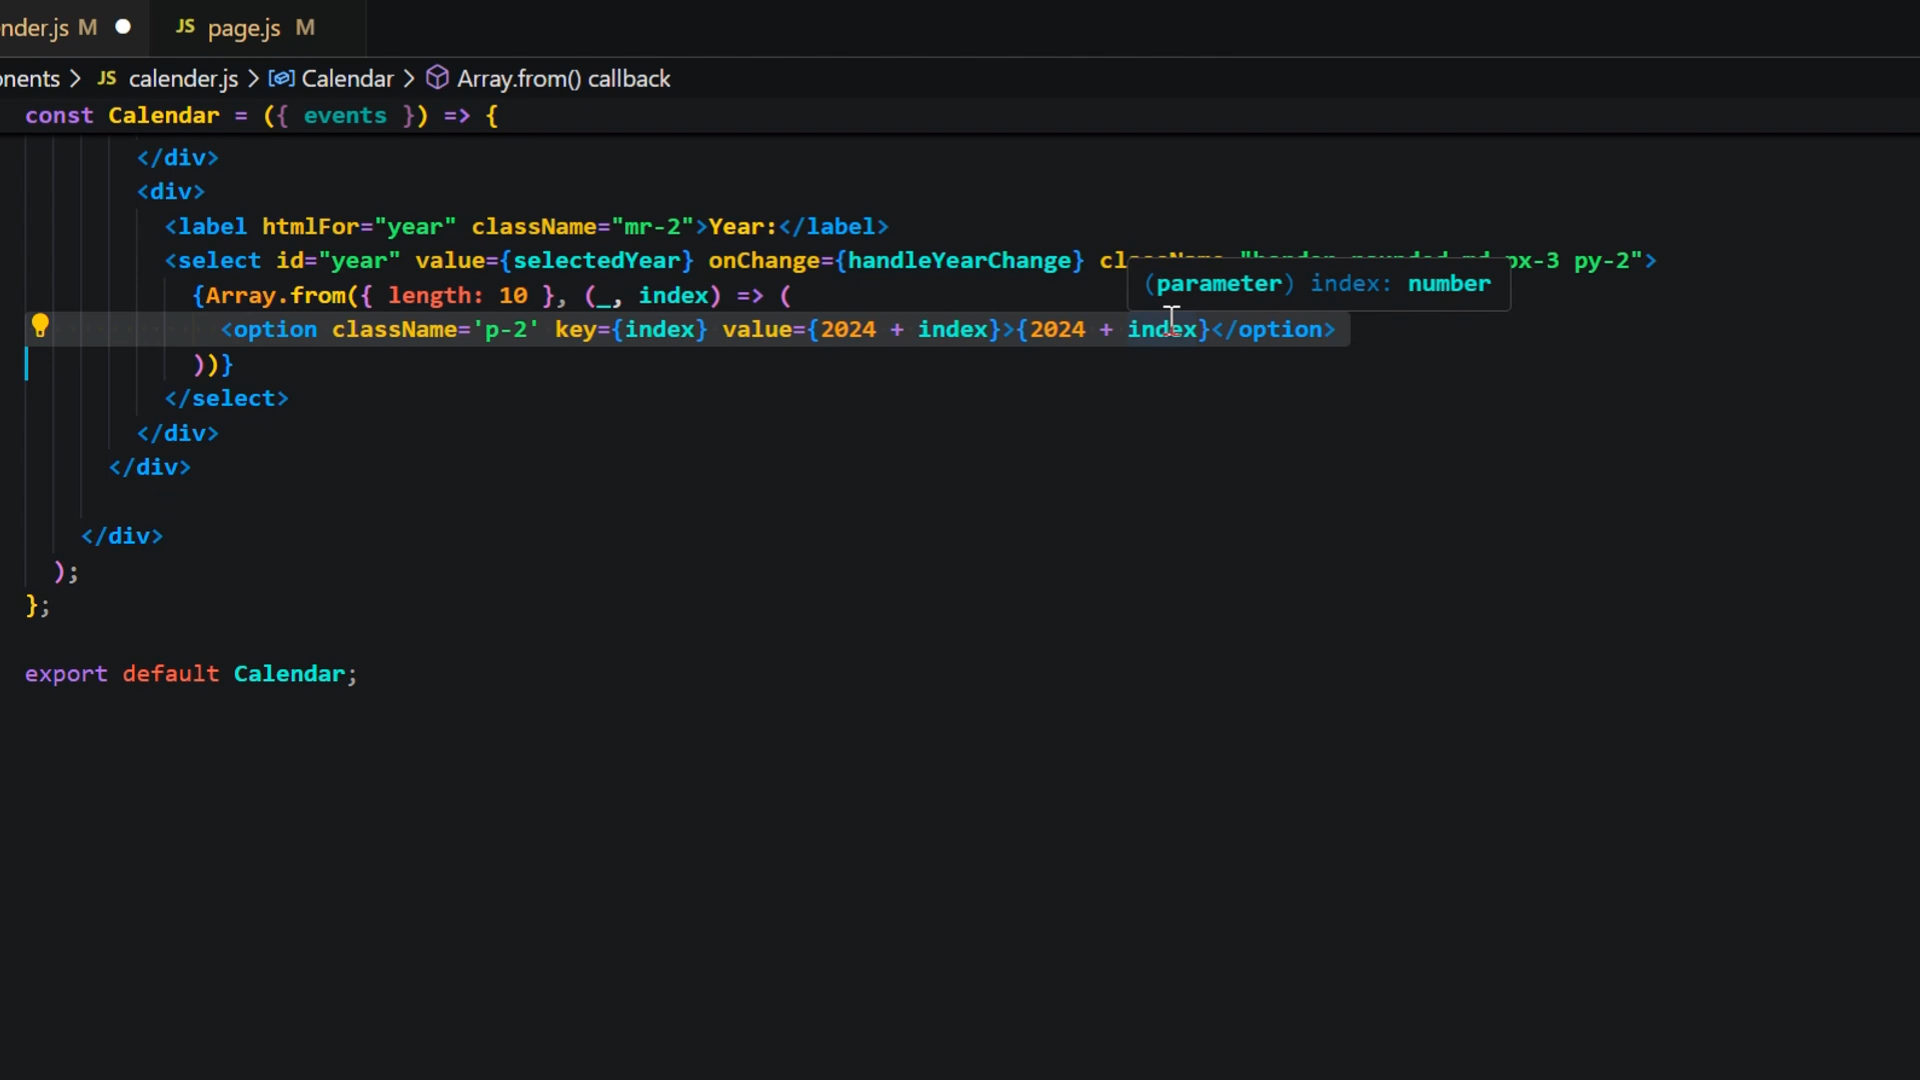 nder.js M
JS page.js M
onents > JS calender.js > Calendar > Array.from() callback
const Calendar = ({ events }) => {
</div>
<div>
<label htmlFor="year" className="mr-2">Year:</label>
<select id="year" value={selectedYear} onChange={handleYearChange} px-3 py-2">
(parameter) index: number
{Array.from({ length: 10 }, (_, index) => (
<option className='p-2' key={index} value={2024 + index}>{2024 + index}</option>
))}
</select>
</div>
</div>
</div>
);
};
export default Calendar;